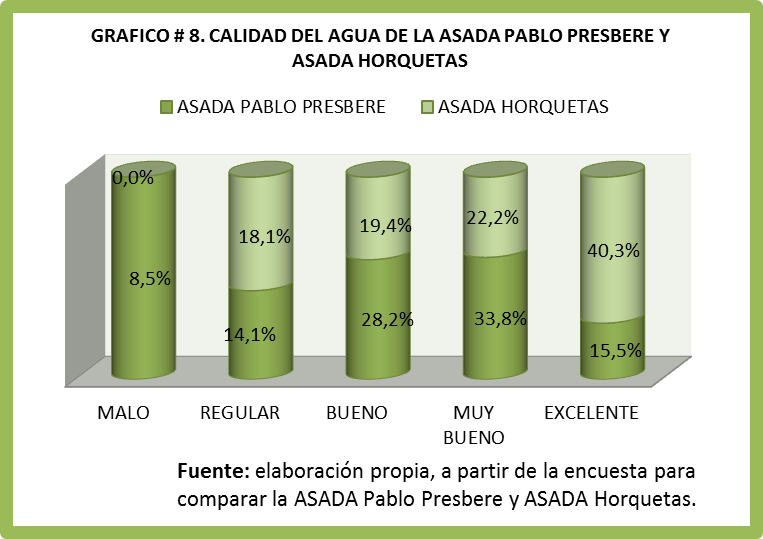 GRAFICO # 8. CALIDAD DEL AGUA DE LA ASADA PABLO PRESBERE Y
ASADA HORQUETAS
ASADA PABLO PRESBERE ASADA HORQUETAS
0,0%
18,1% 19,4% 22,2% 40,3%
8,5% 14,1% 28,2% 33,8% 15,5%
MALO REGULAR BUENO MUY EXCELENTE
BUENO
Fuente: elaboración propia, a partir de la encuesta para
comparar la ASADA Pablo Presbere y ASADA Horquetas.